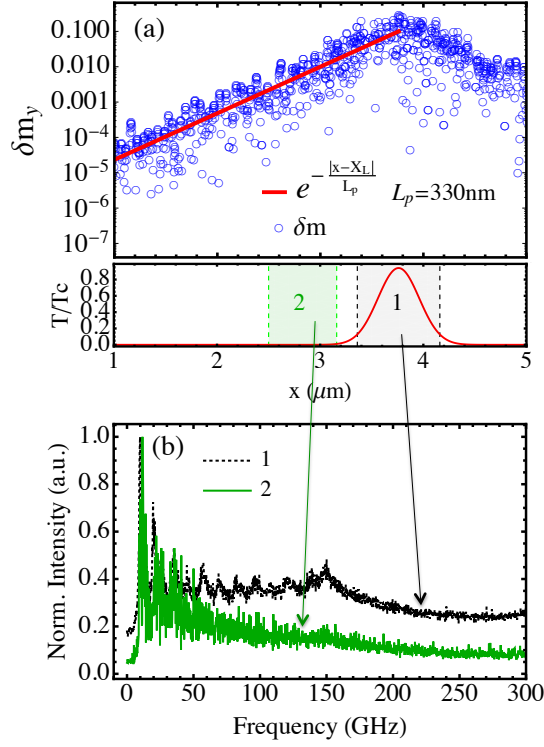 (a)
δm_y
0.100
0.010
0.001
10⁻⁴
10⁻⁵
10⁻⁶
10⁻⁷
e^{-|x-X_L|/L_p} L_p=330nm
δm
T/Tc
0.8
0.6
0.4
0.2
0.0
2
1
1 2 3 4 5
x (μm)
(b)
Norm. Intensity (a.u.)
1.0
0.8
0.6
0.4
0.2
0.0
1
2
0 50 100 150 200 250 300
Frequency (GHz)